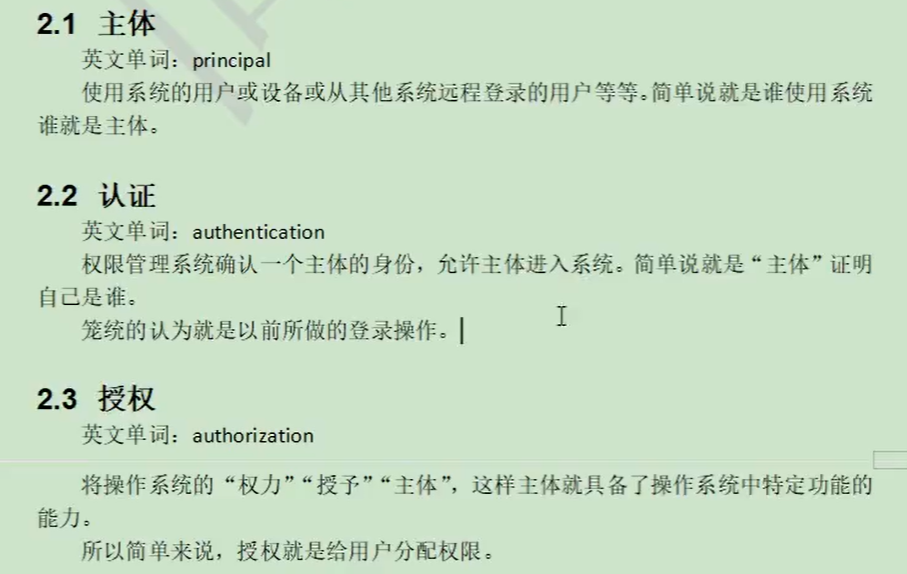 2.1 主体
英文单词：principal
使用系统的用户或设备或从其他系统远程登录的用户等等。简单说就是谁使用系统
谁就是主体。
2.2 认证
英文单词：authentication
权限管理系统确认一个主体的身份，允许主体进入系统。简单说就是“主体”证明
自己是谁。
笼统的认为就是以前所做的登录操作。
2.3 授权
英文单词：authorization
将操作系统的“权力”“授予”“主体”，这样主体就具备了操作系统中特定功能的
能力。
所以简单来说，授权就是给用户分配权限。